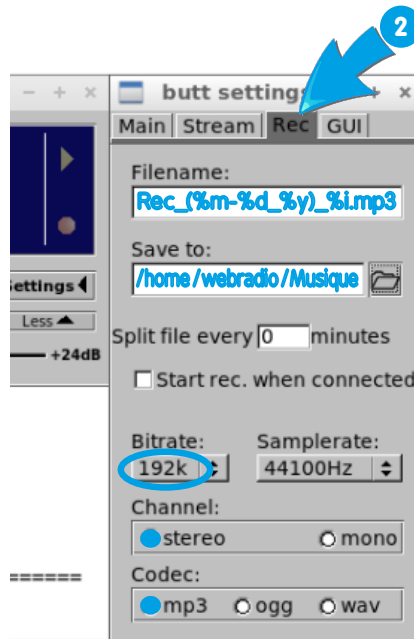 2
butt settings
Main Stream Rec GUI
Filename:
Rec_(%m-%d_%y)_%i.mp3
Save to:
ettings
/home/webradio/Musique
Less
Split file every 0 minutes
+24dB
Start rec. when connected
Bitrate: Samplerate:
192k 44100Hz
Channel:
stereo mono
Codec:
======
mp3 ogg wav